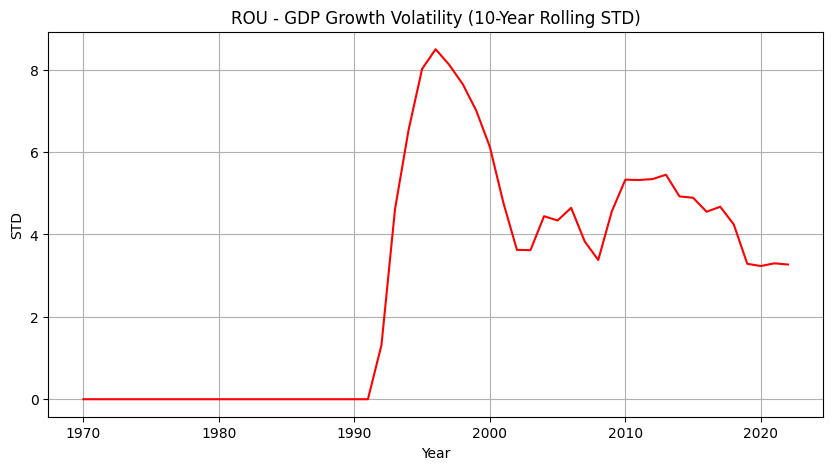 ROU - GDP Growth Volatility (10-Year Rolling STD)
STD
8
6
4
2
0
1970 1980 1990 2000 2010 2020
Year